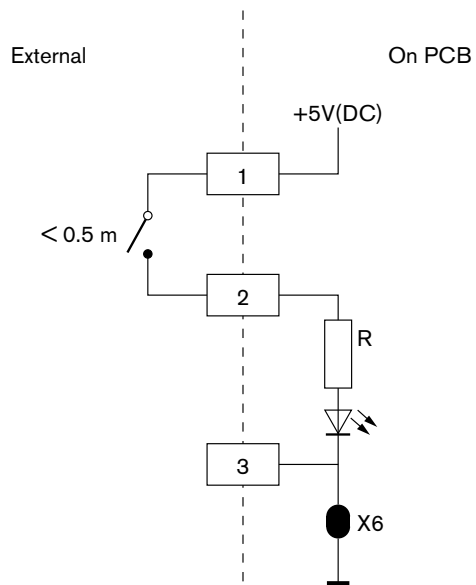 External
On PCB
+5V(DC)
1
< 0.5 m
2
R
3
X6